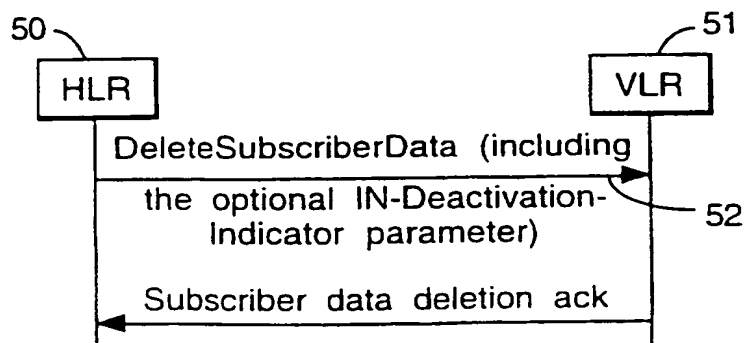 50
51
HLR
VLR
DeleteSubscriberData (including
the optional IN-Deactivation-
Indicator parameter)
52
Subscriber data deletion ack